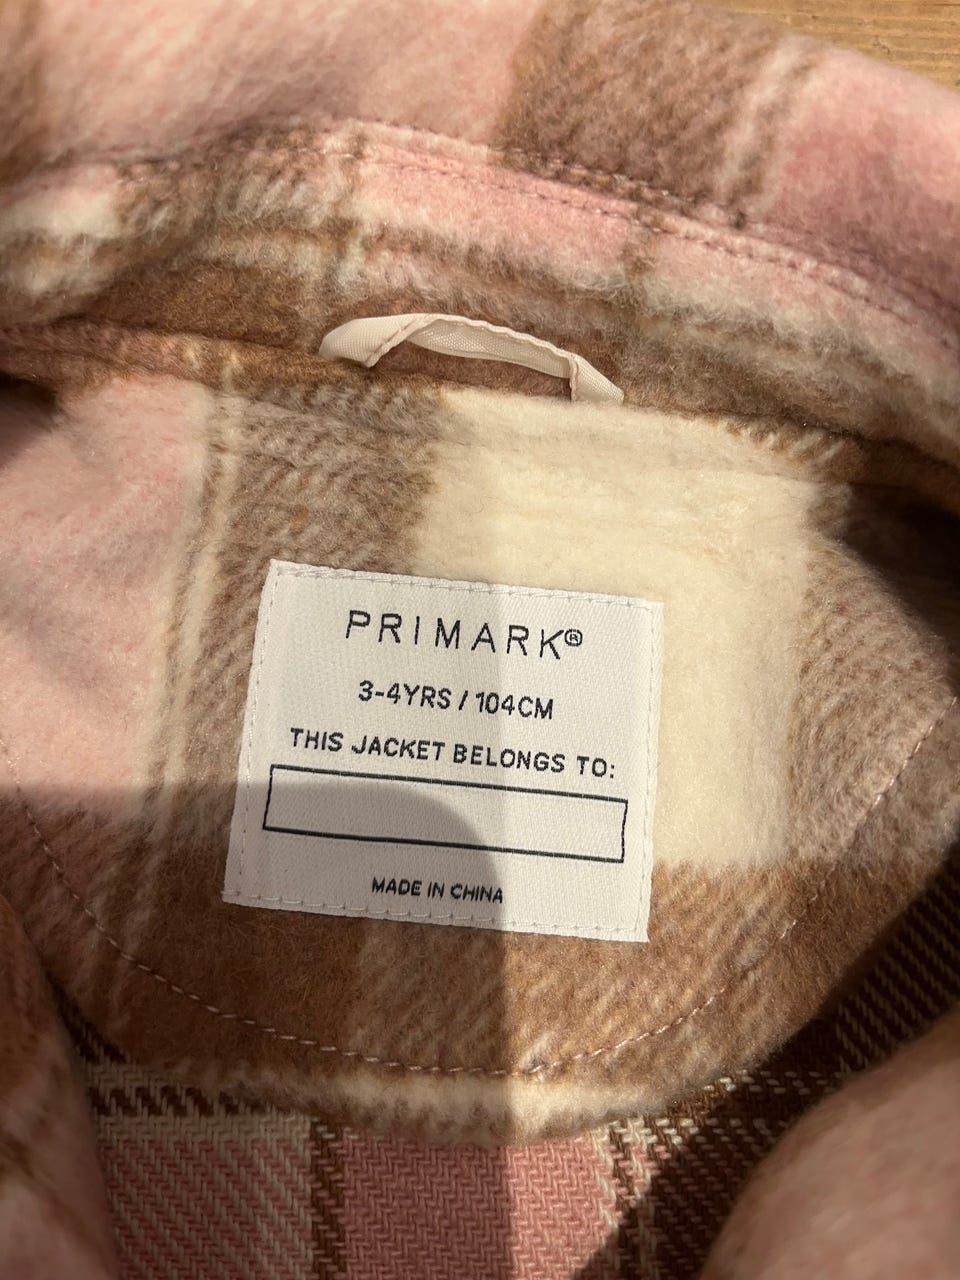 PRIMARK®
3-4YRS / 104CM
THIS JACKET BELONGS TO:
MADE IN CHINA